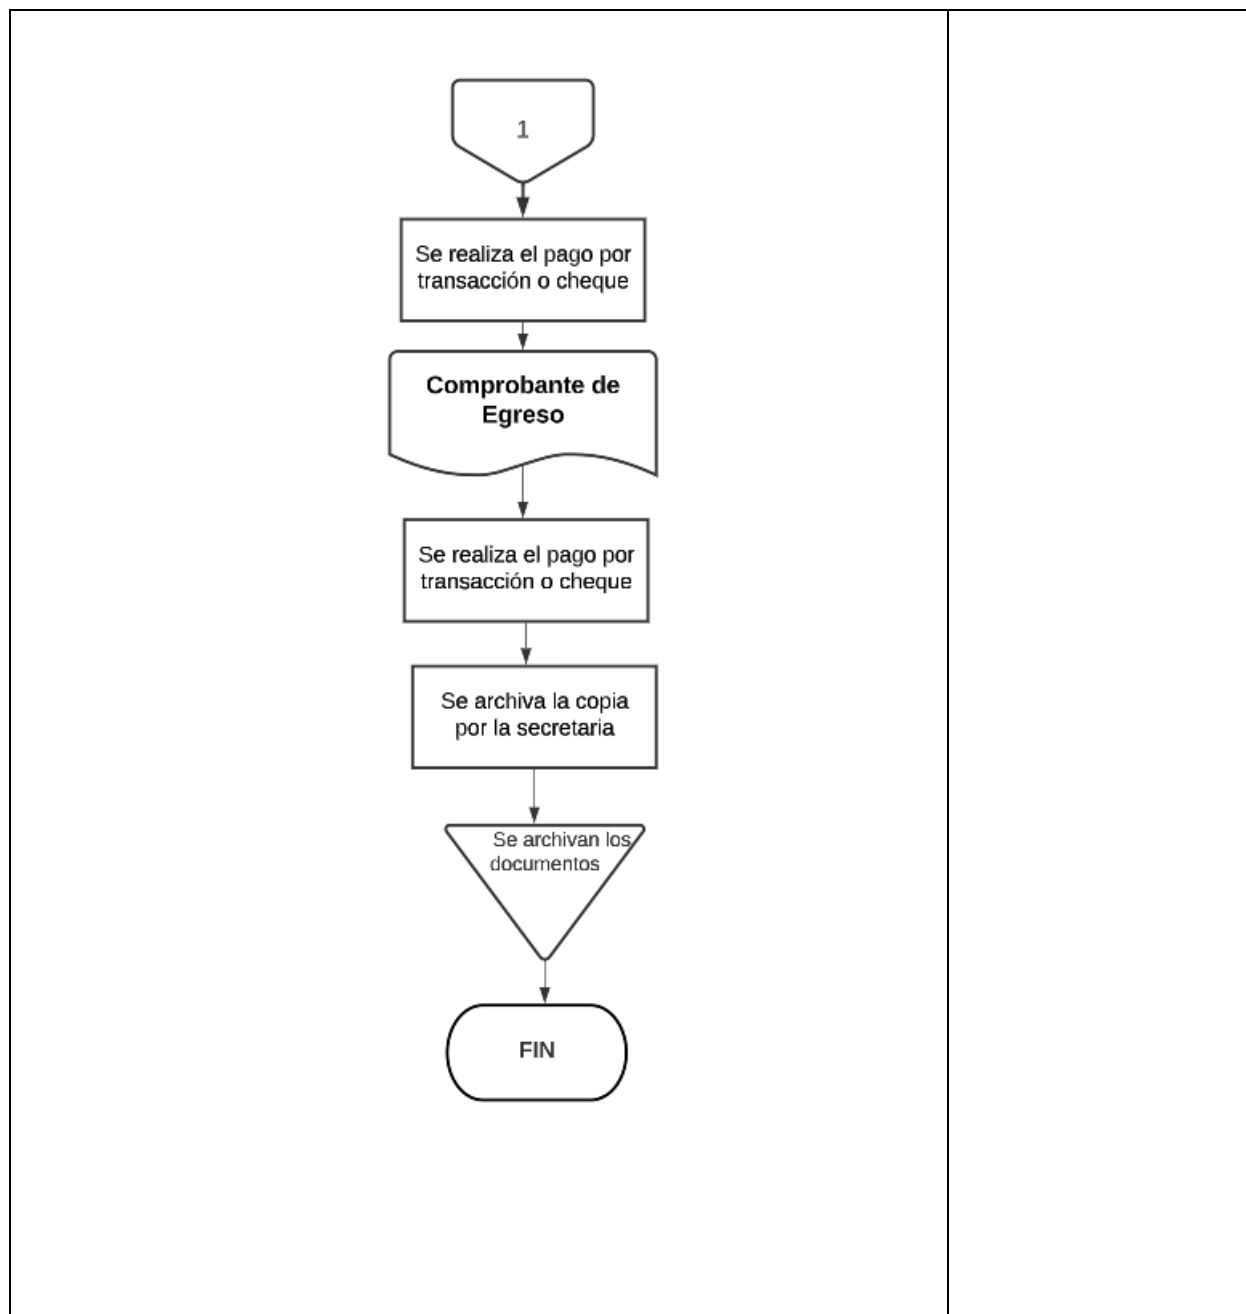 1
Se realiza el pago por
transacción o cheque
Comprobante de
Egreso
Se realiza el pago por
transacción o cheque
Se archiva la copia
por la secretaria
Se archivan los
documentos
FIN